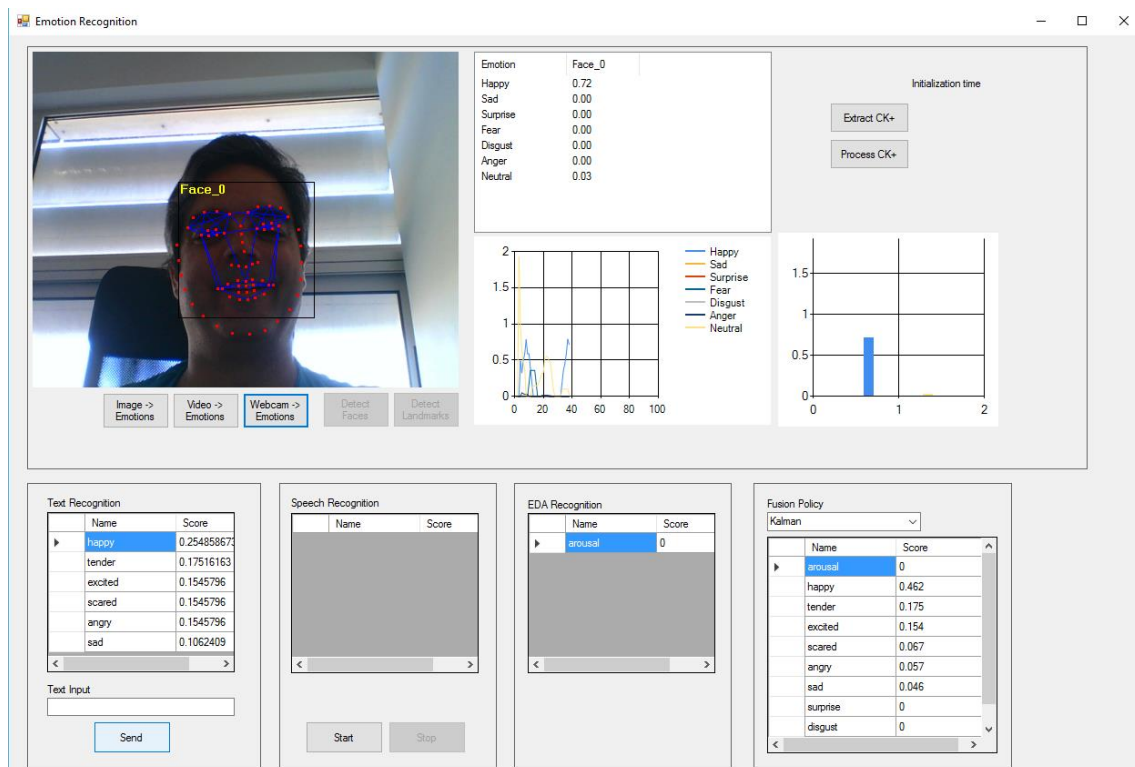 Emotion Recognition
Face_0
Emotion Face_0
Happy 0.72
Sad 0.00
Surprise 0.00
Fear 0.00
Disgust 0.00
Anger 0.00
Neutral 0.03
Initialization time
Extract CK+
Process CK+
2
1.5
1
0.5
0
0 20 40 60 80 100
Happy
Sad
Surprise
Fear
Disgust
Anger
Neutral
1.5
1
0.5
0
0 1 2
Image -> Emotions
Video -> Emotions
Webcam -> Emotions
Detect Faces
Detect Landmarks
Text Recognition
Name Score
happy 0.254858673
tender 0.17516163
excited 0.1545796
scared 0.1545796
angry 0.1545796
sad 0.1062409
Text Input
Send
Speech Recognition
Name Score
Start
Stop
EDA Recognition
Name Score
arousal 0
Fusion Policy
Kalman
Name Score
arousal 0
happy 0.462
tender 0.175
excited 0.154
scared 0.067
angry 0.057
sad 0.046
surprise 0
disgust 0